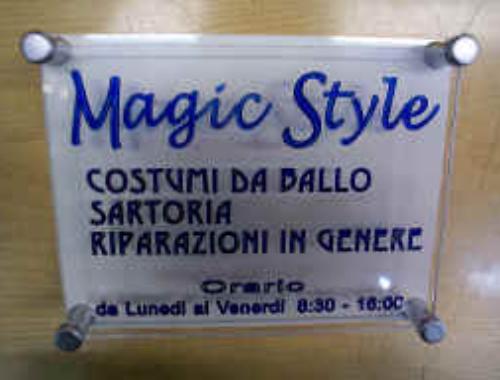 Magic Style
COSTUMI DA BALLO
SARTORIA
RIPARAZIONI IN GENERE
Orario
da Lunedi al Venerdi 8:30 - 16:00